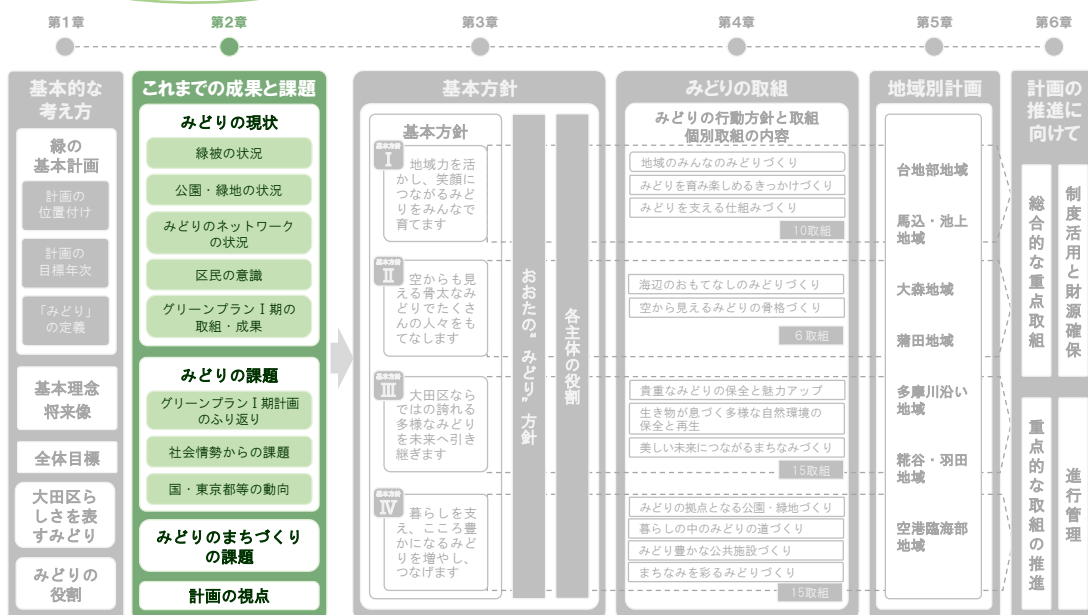 第1章
第2章
第3章
第4章
第5章
第6章
基本的な
考え方
緑の
基本計画
計画の
位置付け
計画の
目標年次
「みどり」
の定義
基本理念
将来像
全体目標
大田区ら
しさを表
すみどり
みどりの
役割
これまでの成果と課題
みどりの現状
緑被の状況
公園・緑地の状況
みどりのネットワーク
の状況
区民の意識
グリーンプランⅠ期の
取組・成果
みどりの課題
グリーンプランⅠ期計画
のふり返り
社会情勢からの課題
国・東京都等の動向
みどりのまちづくり
の課題
計画の視点
基本方針
基本方針
基本方針
Ⅰ
地域力を活
かし、笑顔に
つながるみど
りをみんなで
育てます
基本方針
Ⅱ
空からも見
える骨太なみ
どりでたくさ
んの人々をも
てなします
基本方針
Ⅲ
大田区なら
ではの誇れる
多様なみどり
を未来へ引き
継ぎます
基本方針
Ⅳ
暮らしを支
え、こころ豊
かになるみど
りを増やし、
つなげます
おおたの“みどり”方針
各主体の役割
みどりの取組
みどりの行動方針と取組
個別取組の内容
地域のみんなのみどりづくり
みどりを育み楽しめるきっかけづくり
みどりを支える仕組みづくり
10取組
海辺のおもてなしのみどりづくり
空から見えるみどりの骨格づくり
6取組
貴重なみどりの保全と魅力アップ
生き物が息づく多様な自然環境の
保全と再生
美しい未来につながるまちなみづくり
15取組
みどりの拠点となる公園・緑地づくり
暮らしの中のみどりの道づくり
みどり豊かな公共施設づくり
まちなみを彩るみどりづくり
15取組
地域別計画
台地部地域
馬込・池上
地域
大森地域
蒲田地域
多摩川沿い
地域
糀谷・羽田
地域
空港臨海部
地域
計画の
推進に
向けて
総合的な重点取組
制度活用と財源確保
重点的な取組の推進
進行管理